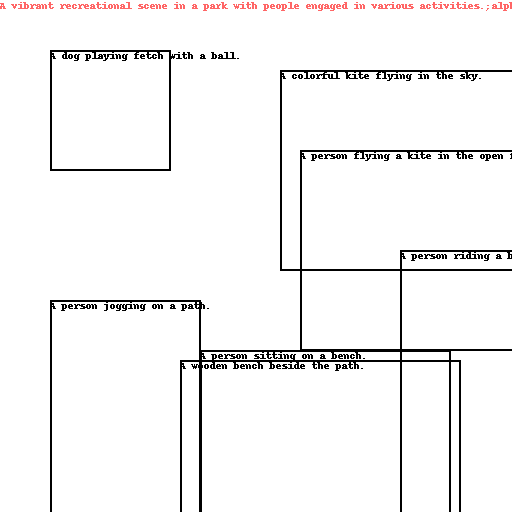 A vibrant recreational scene in a park with people engaged in various activities.;alp
A dog playing fetch with a ball.
A colorful kite flying in the sky.
A person flying a kite in the open
A person riding a
A person jogging on a path.
A person sitting on a bench.
A wooden bench beside the path.